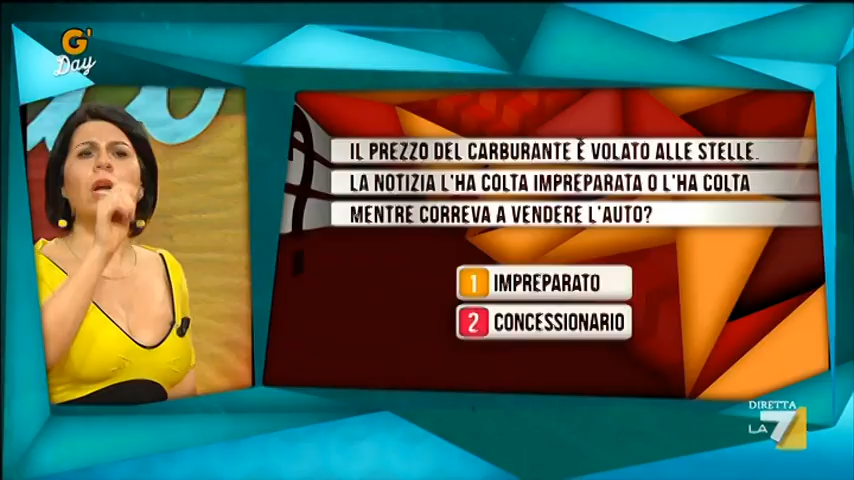 G'
Day
IL PREZZO DEL CARBURANTE È VOLATO ALLE STELLE.
LA NOTIZIA L'HA COLTA IMPREPARATA O L'HA COLTA
MENTRE CORREVA A VENDERE L'AUTO?
1 IMPREPARATO
2 CONCESSIONARIO
DIRETTA
LA 7